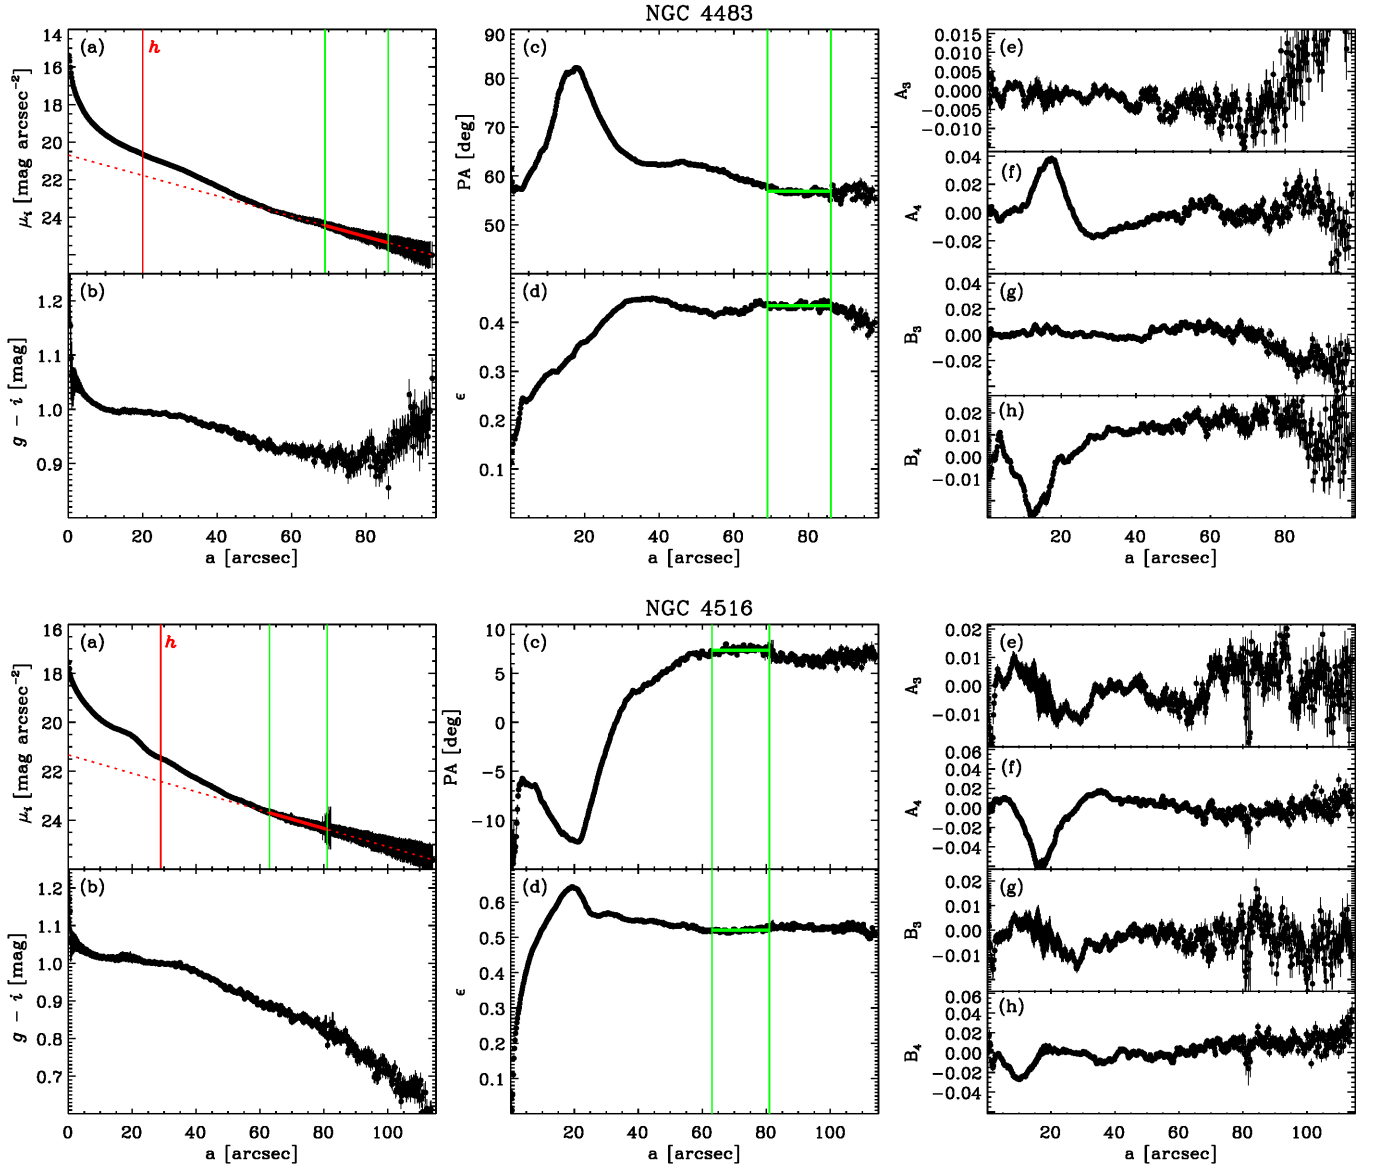 NGC 4483
(a)
h
14
16
18
20
22
24
μi [mag arcsec−2]
(b)
1.2
1.1
1.0
0.9
g − i [mag]
0 20 40 60 80
a [arcsec]
(c)
90
80
70
60
50
PA [deg]
(d)
0.4
0.3
0.2
0.1
ϵ
20 40 60 80
a [arcsec]
(e)
0.015
0.010
0.005
0.000
−0.005
−0.010
A3
(f)
0.04
0.02
0.00
−0.02
A4
(g)
0.04
0.02
0.00
−0.02
B3
(h)
0.02
0.01
0.00
−0.01
B4
20 40 60 80
a [arcsec]
NGC 4516
(a)
h
16
18
20
22
24
μi [mag arcsec−2]
(b)
1.2
1.1
1.0
0.9
0.8
0.7
g − i [mag]
0 20 40 60 80 100
a [arcsec]
(c)
10
5
0
−5
−10
PA [deg]
(d)
0.6
0.5
0.4
0.3
0.2
0.1
ϵ
20 40 60 80 100
a [arcsec]
(e)
0.02
0.01
0.00
−0.01
A3
(f)
0.06
0.04
0.02
0.00
−0.02
−0.04
A4
(g)
0.02
0.01
0.00
−0.01
B3
(h)
0.06
0.04
0.02
0.00
−0.02
−0.04
B4
20 40 60 80 100
a [arcsec]